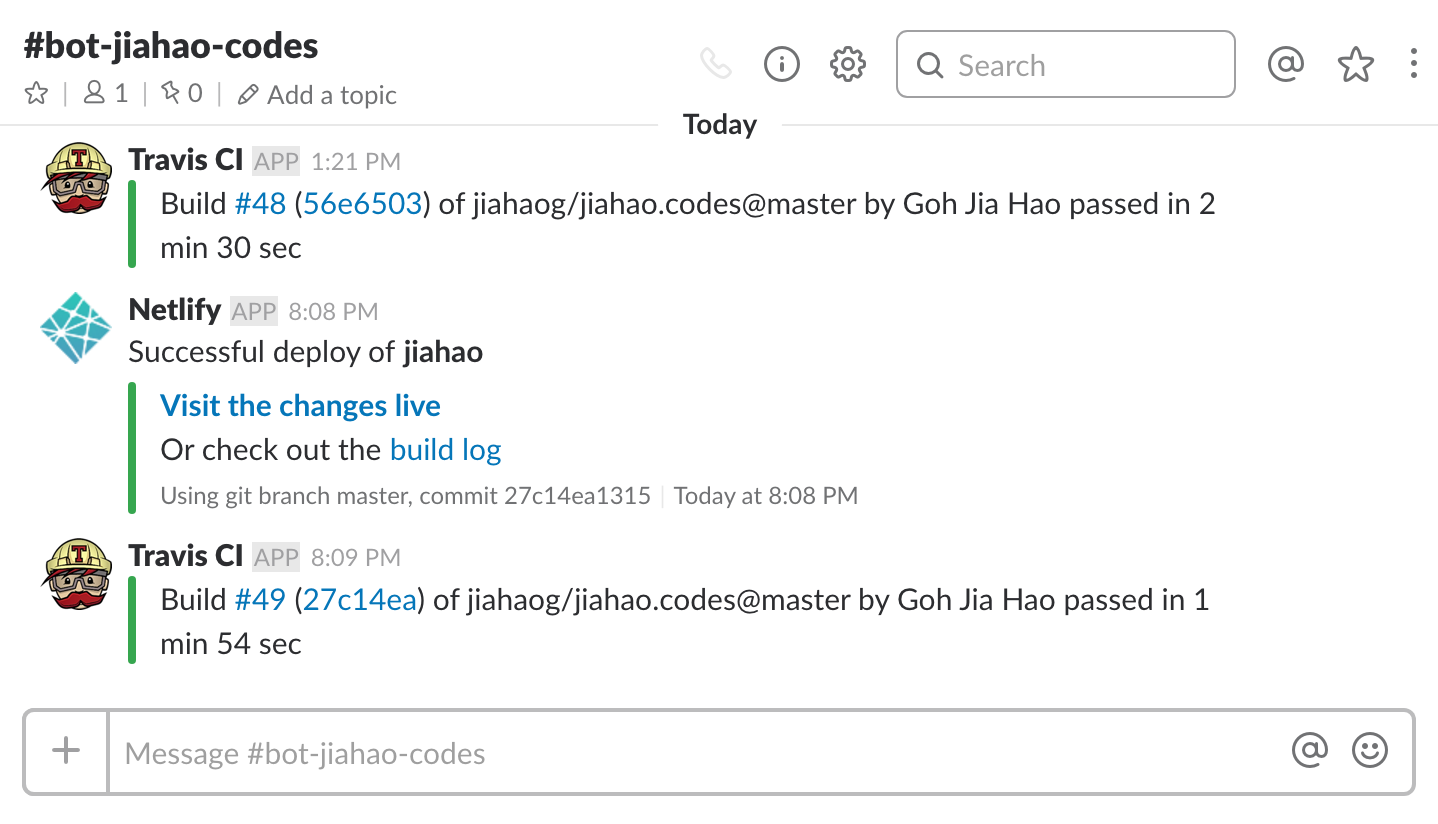 #bot-jiahao-codes
1 | 0 | Add a topic
Search
Today
Travis CI APP 1:21 PM
Build #48 (56e6503) of jiahaog/jiahao.codes@master by Goh Jia Hao passed in 2
min 30 sec
Netlify APP 8:08 PM
Successful deploy of jiahao
Visit the changes live
Or check out the build log
Using git branch master, commit 27c14ea1315 | Today at 8:08 PM
Travis CI APP 8:09 PM
Build #49 (27c14ea) of jiahaog/jiahao.codes@master by Goh Jia Hao passed in 1
min 54 sec
Message #bot-jiahao-codes